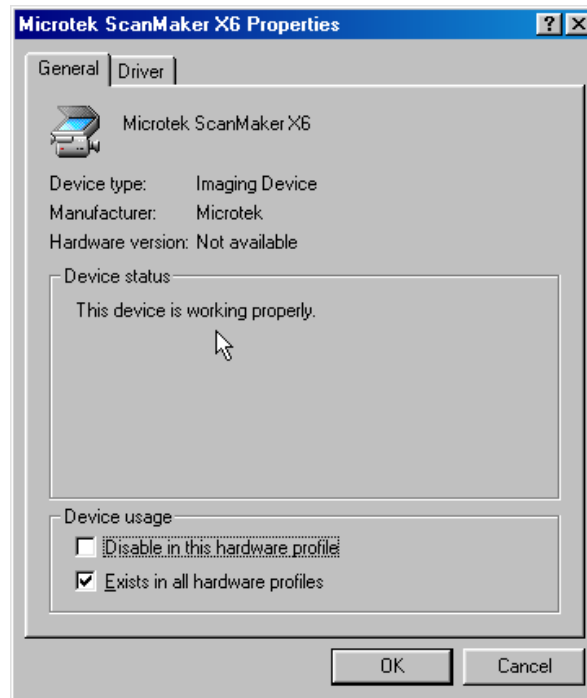 Microtek ScanMaker X6 Properties
General Driver
Microtek ScanMaker X6
Device type: Imaging Device
Manufacturer: Microtek
Hardware version: Not available
Device status
This device is working properly.
Device usage
Disable in this hardware profile
Exists in all hardware profiles
OK Cancel